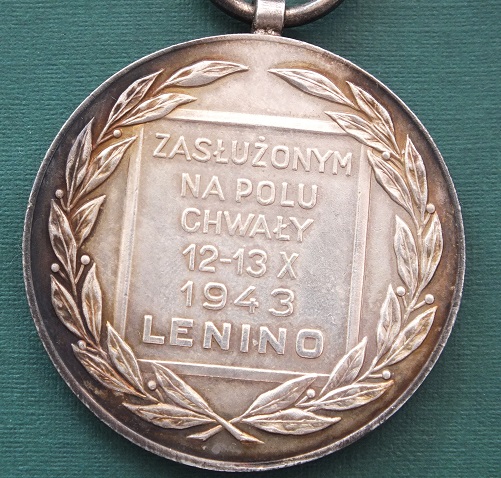 ZASŁUŻONYM
NA POLU
CHWAŁY
12-13 X
1943
LENINO